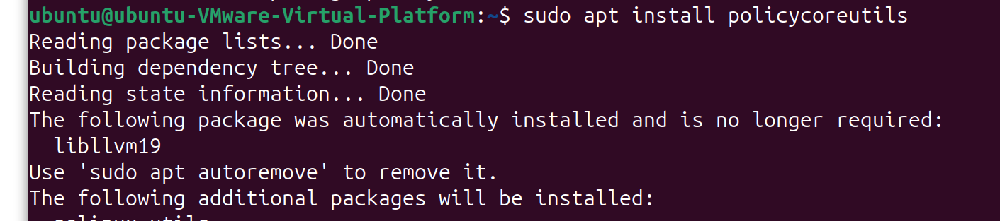 ubuntu@ubuntu-VMware-Virtual-Platform:~$ sudo apt install policycoreutils
Reading package lists... Done
Building dependency tree... Done
Reading state information... Done
The following package was automatically installed and is no longer required:
  libllvm19
Use 'sudo apt autoremove' to remove it.
The following additional packages will be installed: